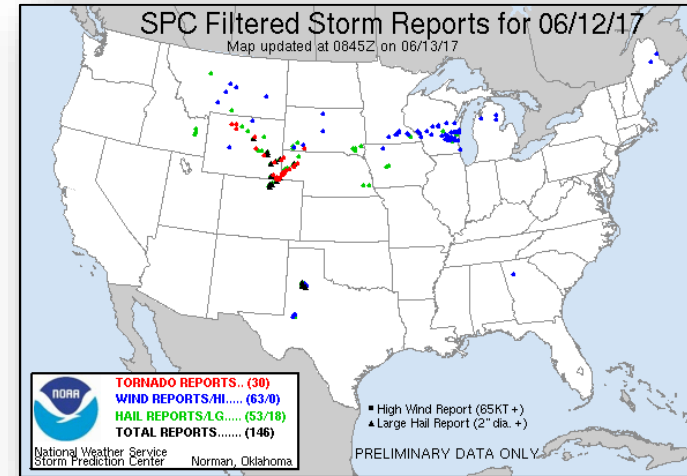 SPC Filtered Storm Reports for 06/12/17
Map updated at 0845Z on 06/13/17
NOAA
TORNADO REPORTS.. (30)
WIND REPORTS/HI..... (63/0)
HAIL REPORTS/LG..... (53/18)
TOTAL REPORTS....... (146)
National Weather Service
Storm Prediction Center Norman, Oklahoma
High Wind Report (65KT +)
Large Hail Report (2" dia. +)
PRELIMINARY DATA ONLY